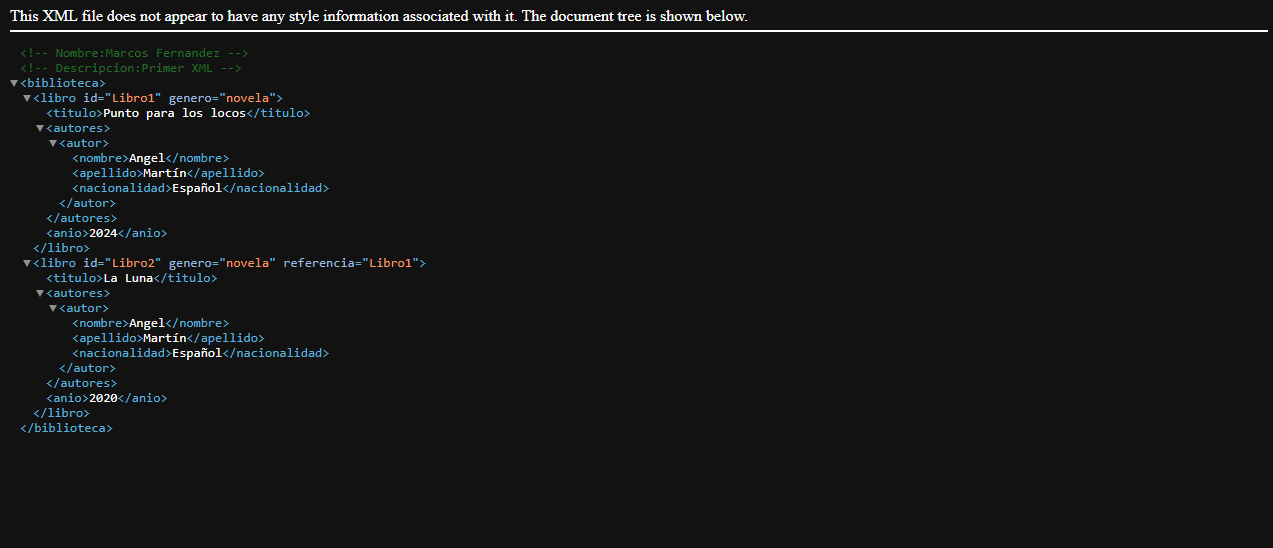 This XML file does not appear to have any style information associated with it. The document tree is shown below.
<!-- Nombre:Marcos Fernandez -->
<!-- Descripcion:Primer XML -->
▼<biblioteca>
▼<libro id="Libro1" genero="novela">
<titulo>Punto para los locos</titulo>
▼<autores>
▼<autor>
<nombre>Angel</nombre>
<apellido>Martín</apellido>
<nacionalidad>Español</nacionalidad>
</autor>
</autores>
<anio>2024</anio>
</libro>
▼<libro id="Libro2" genero="novela" referencia="Libro1">
<titulo>La Luna</titulo>
▼<autores>
▼<autor>
<nombre>Angel</nombre>
<apellido>Martín</apellido>
<nacionalidad>Español</nacionalidad>
</autor>
</autores>
<anio>2020</anio>
</libro>
</biblioteca>